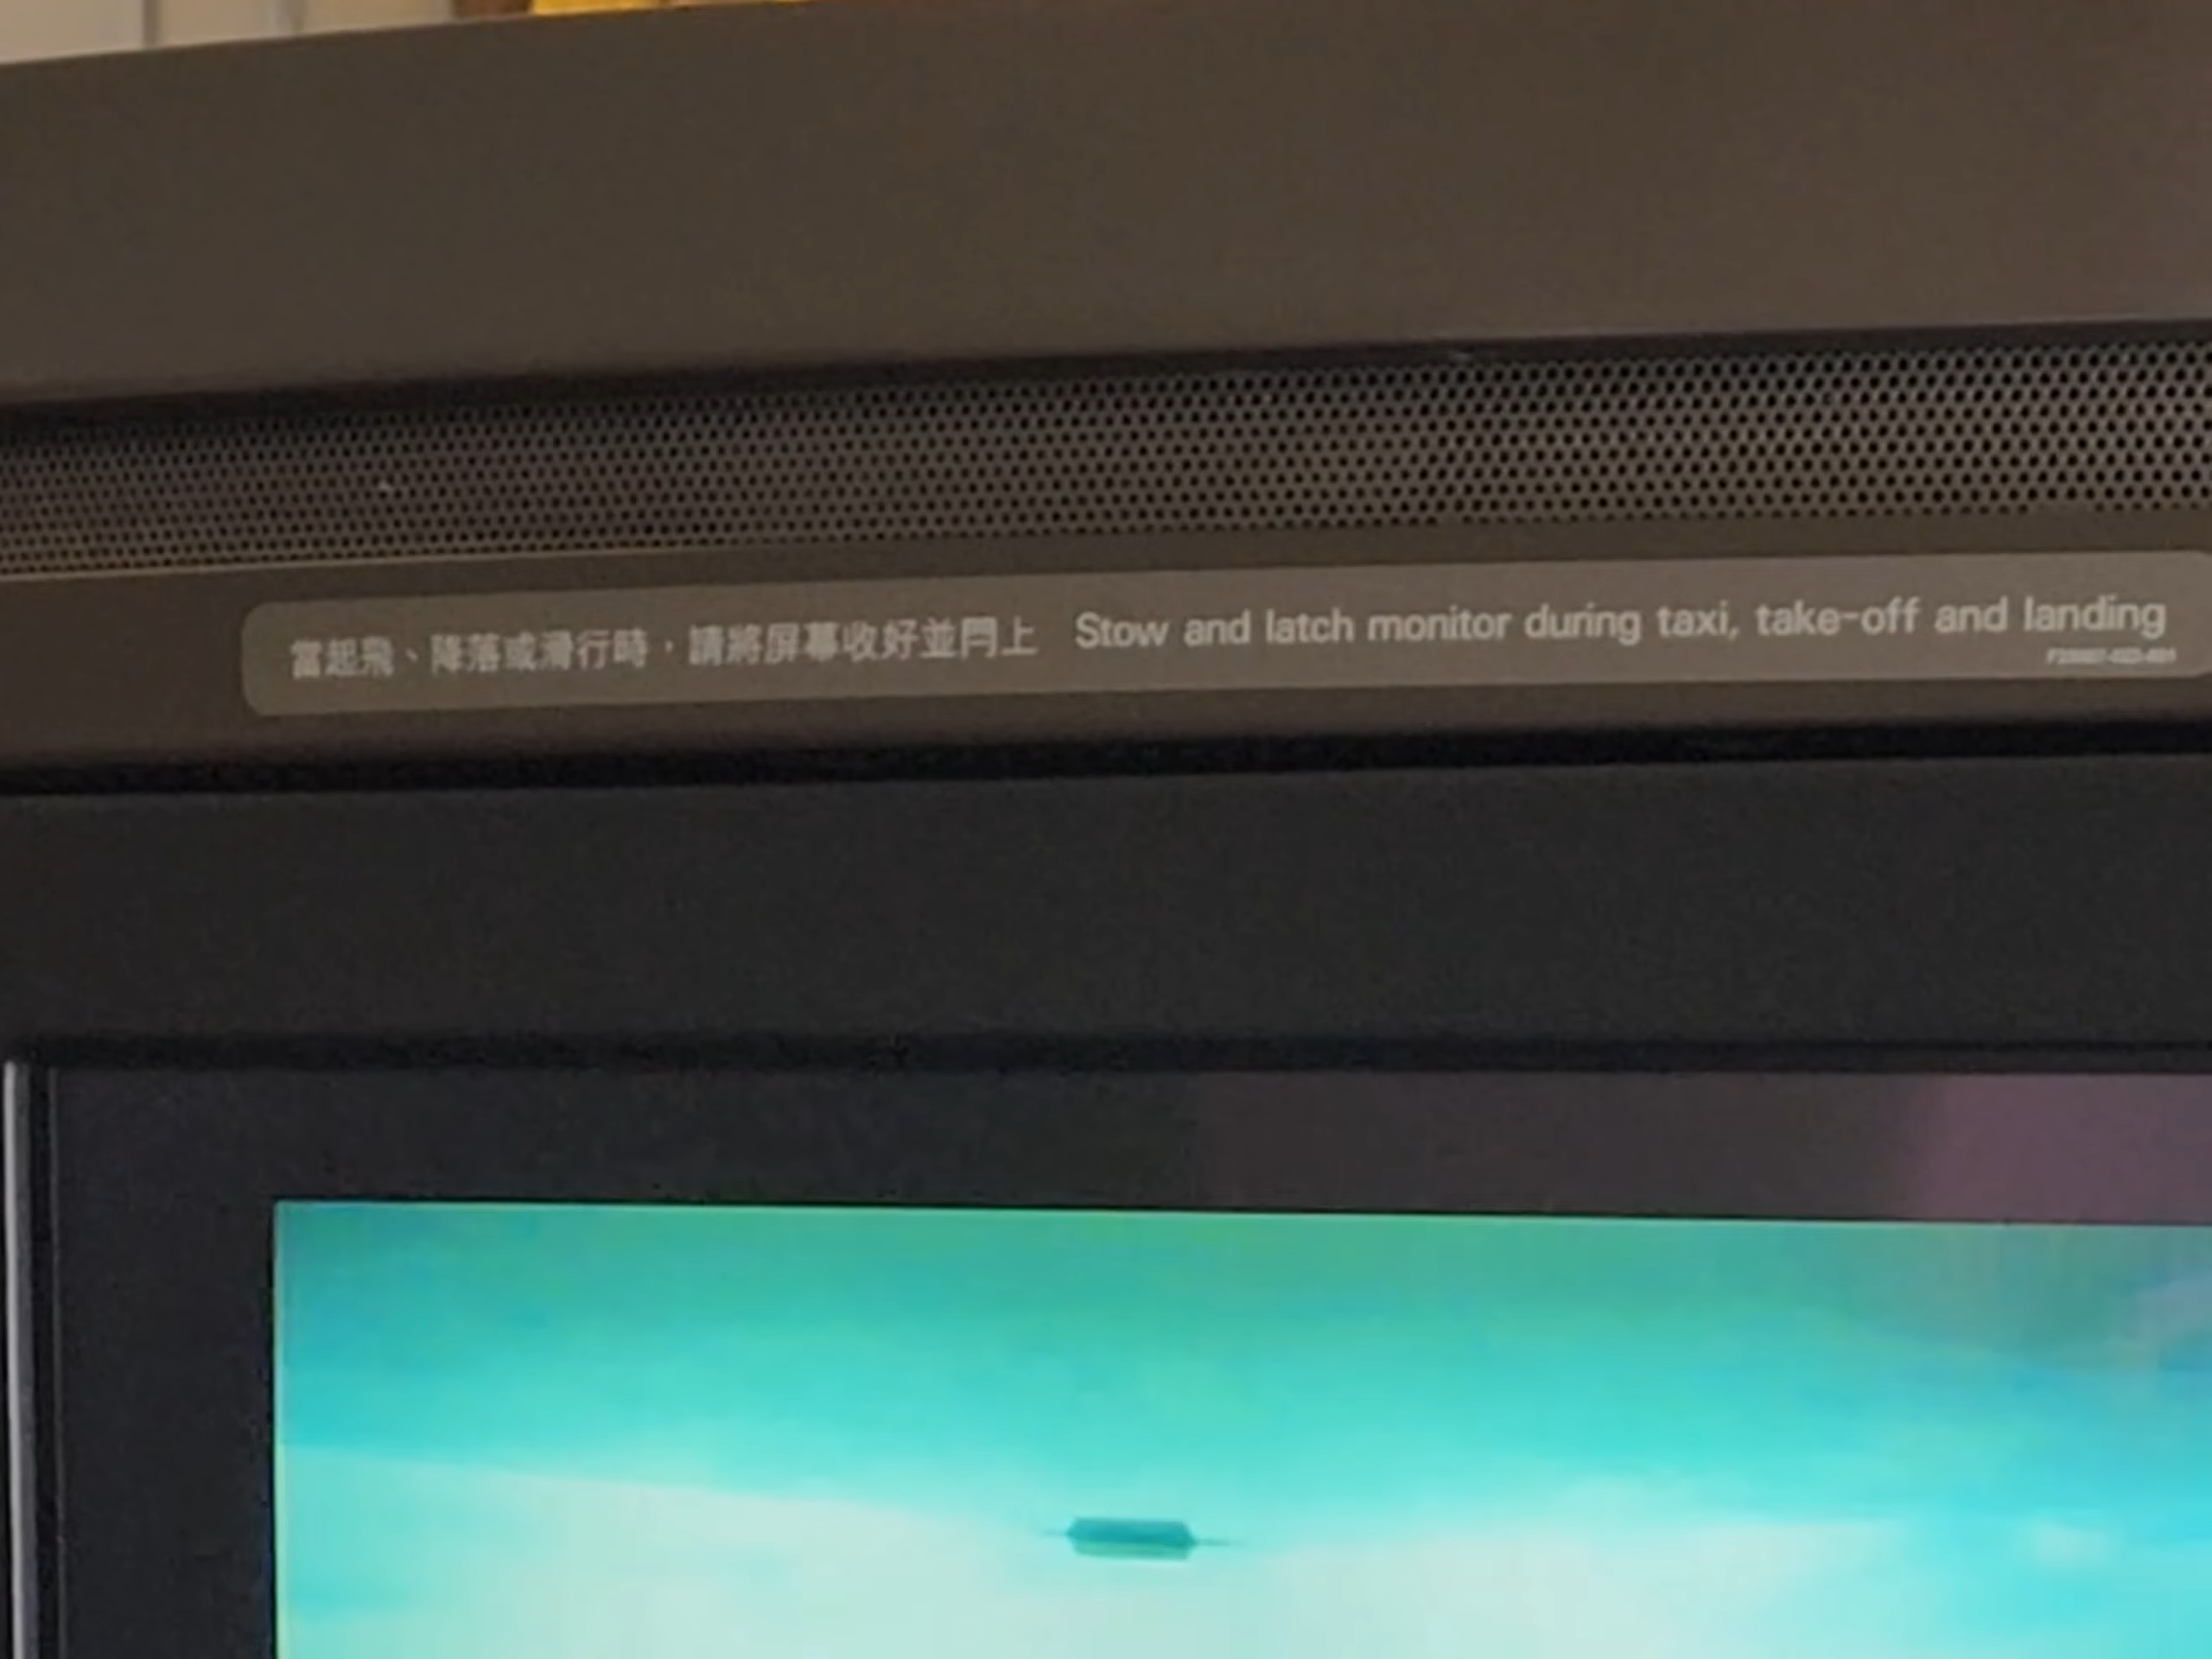 當起飛、降落或滑行時，請將屏幕收好並閂上 Stow and latch monitor during taxi, take-off and landing